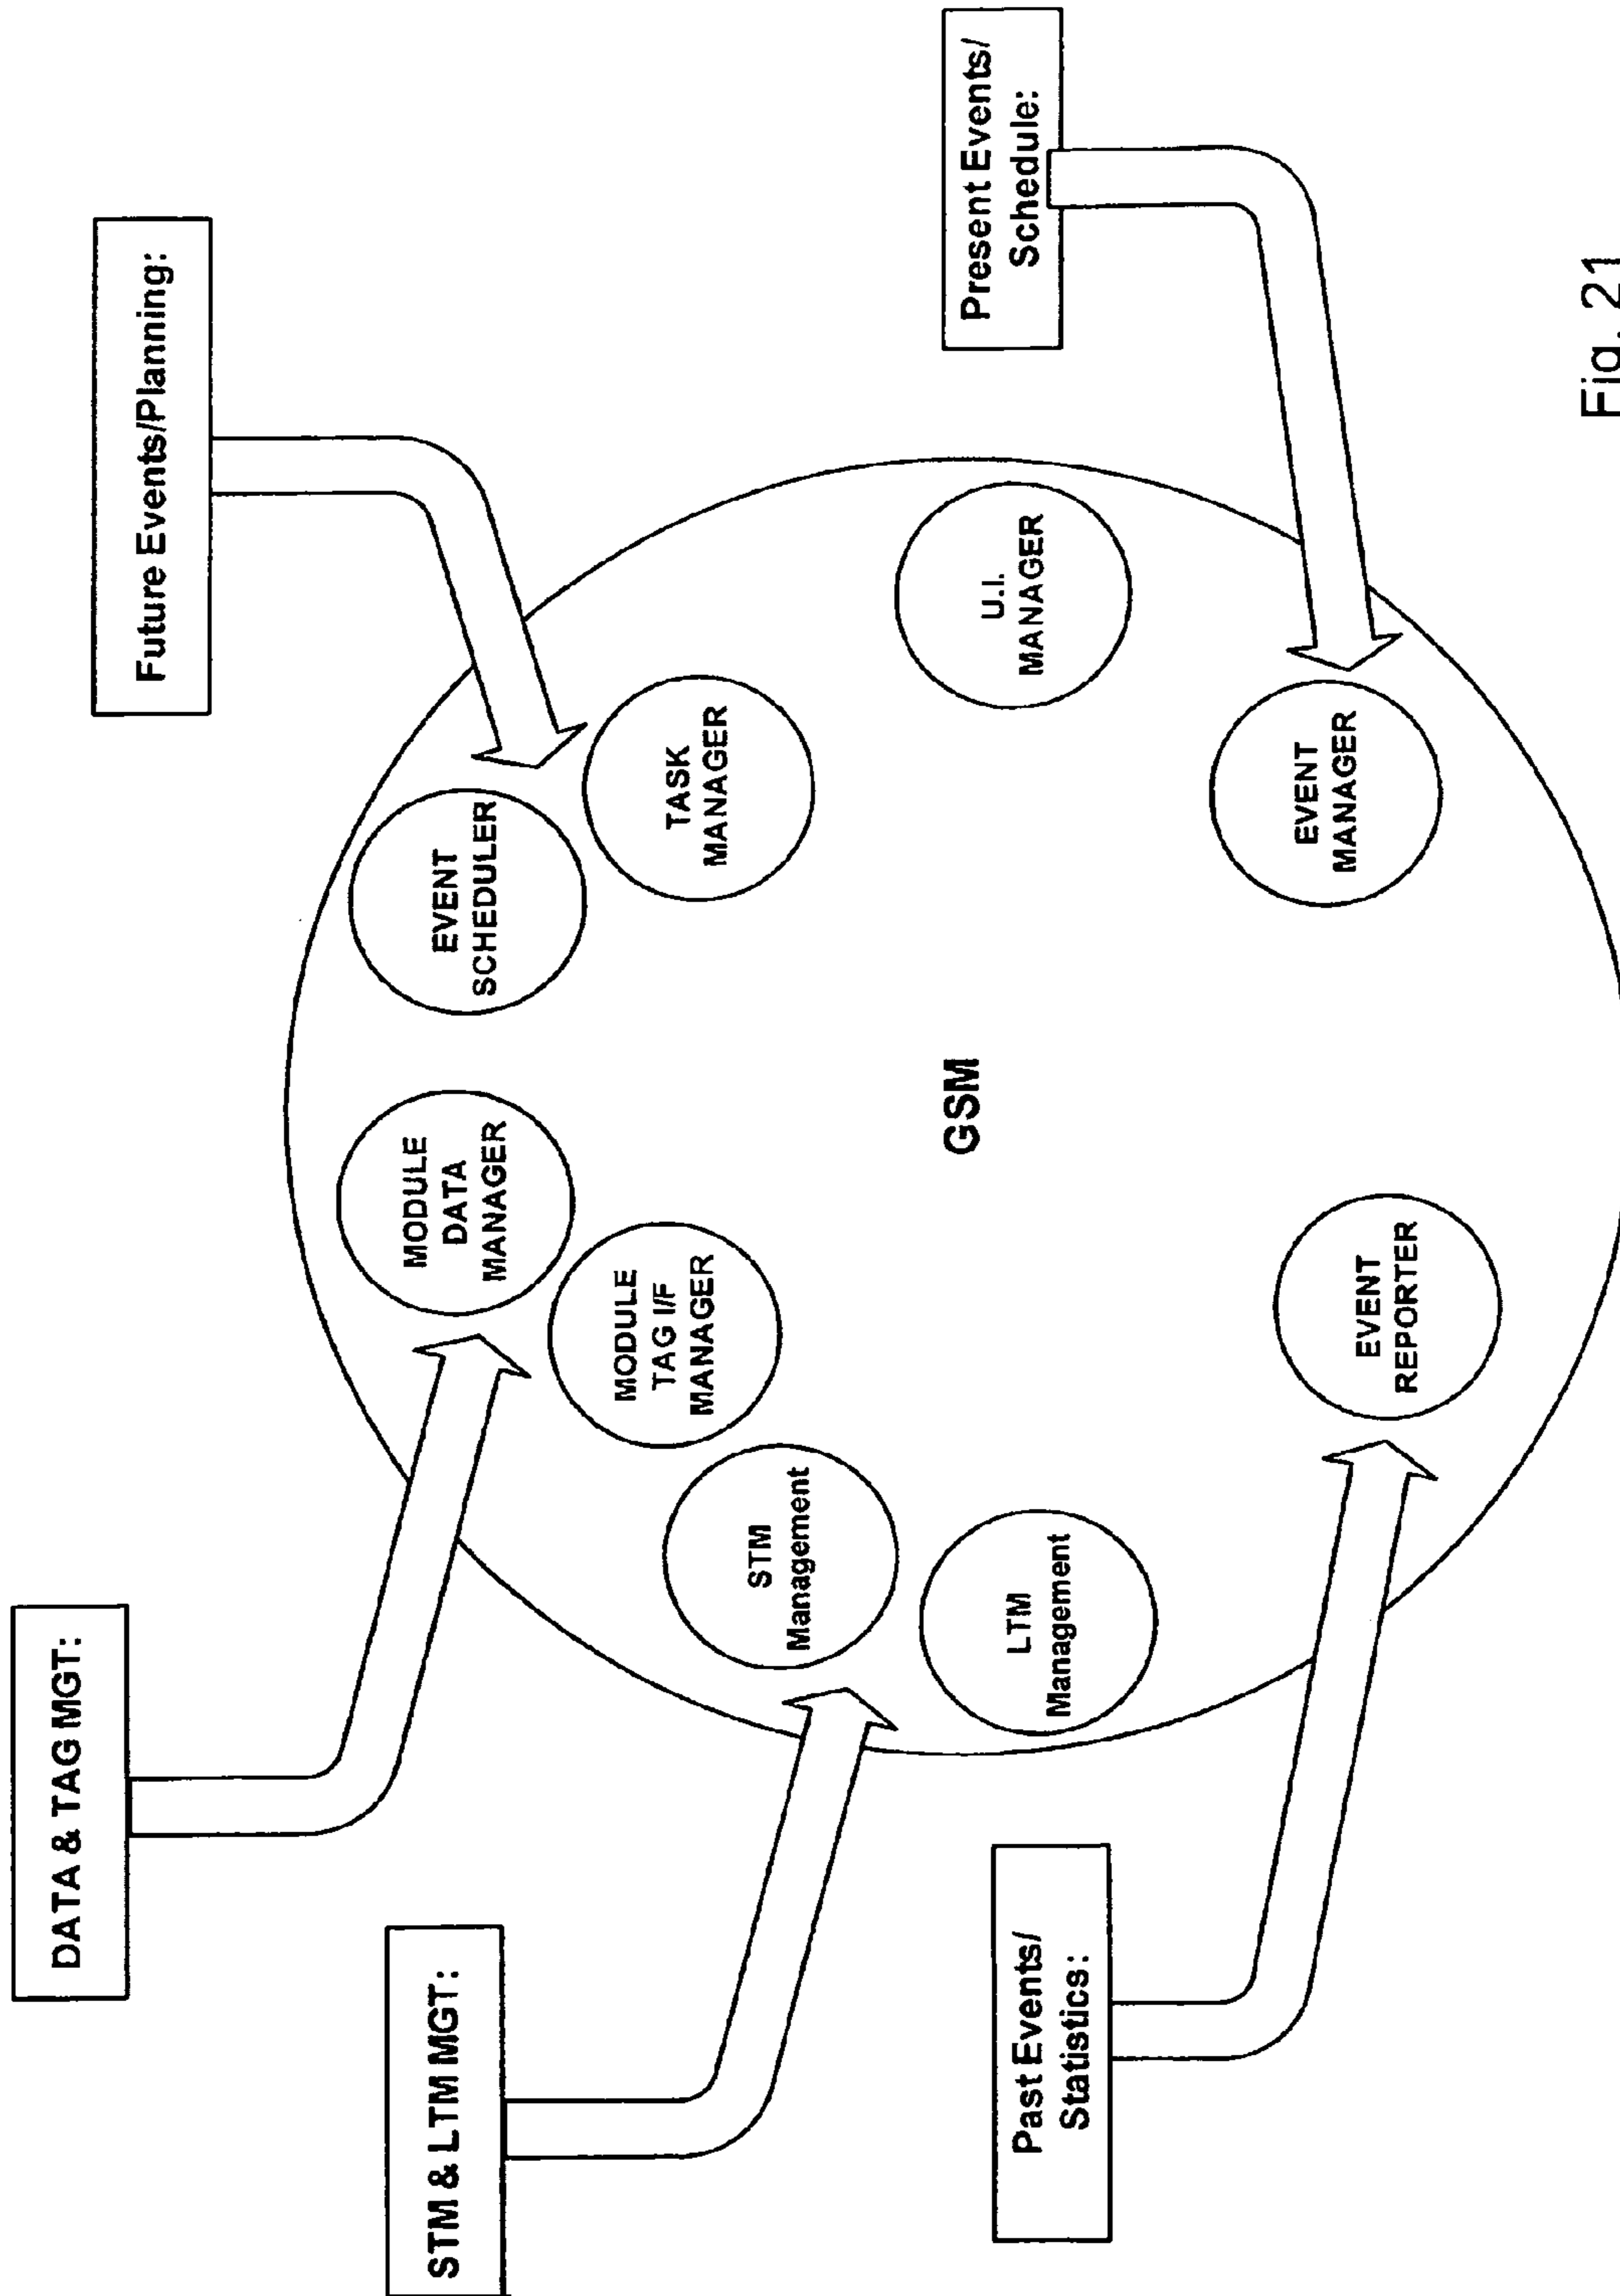 DATA & TAG MGT:
Future Events/Planning:
STM & LTM MGT:
MODULE
DATA
MANAGER
EVENT
SCHEDULER
MODULE
TAG I/F
MANAGER
TASK
MANAGER
STM
Management
GSM
U.I.
MANAGER
Present Events/
Schedule:
LTM
Management
Past Events/
Statistics:
EVENT
REPORTER
EVENT
MANAGER
Fig. 21